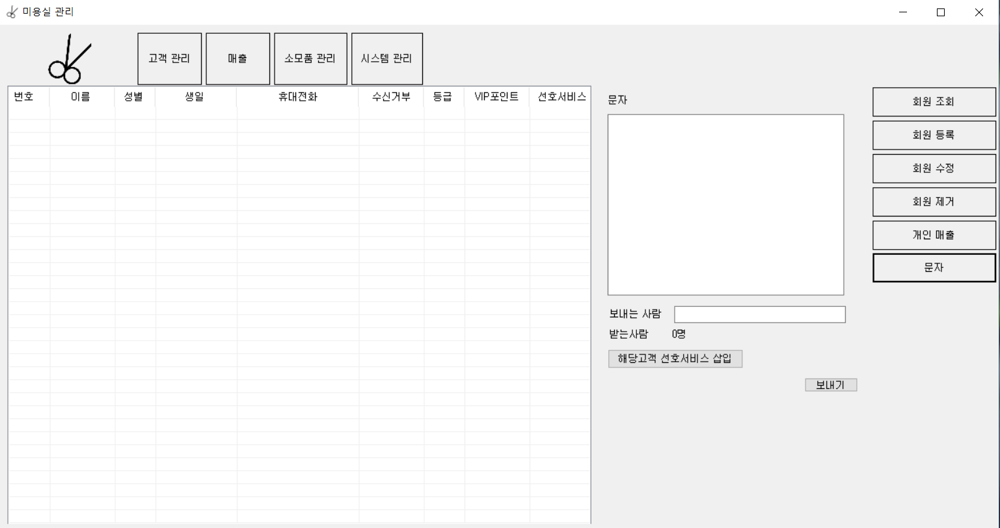 미용실 관리
고객 관리 매출 소모품 관리 시스템 관리
번호 이름 성별 생일 휴대전화 수신거부 등급 VIP포인트 선호서비스
문자
보내는 사람
받는사람 0명
해당고객 선호서비스 삽입
보내기
회원 조회
회원 등록
회원 수정
회원 제거
개인 매출
문자